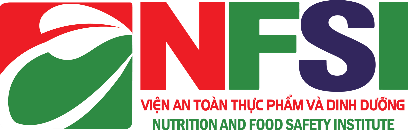 NFSI
VIỆN AN TOÀN THỰC PHẨM VÀ DINH DƯỠNG
NUTRITION AND FOOD SAFETY INSTITUTE